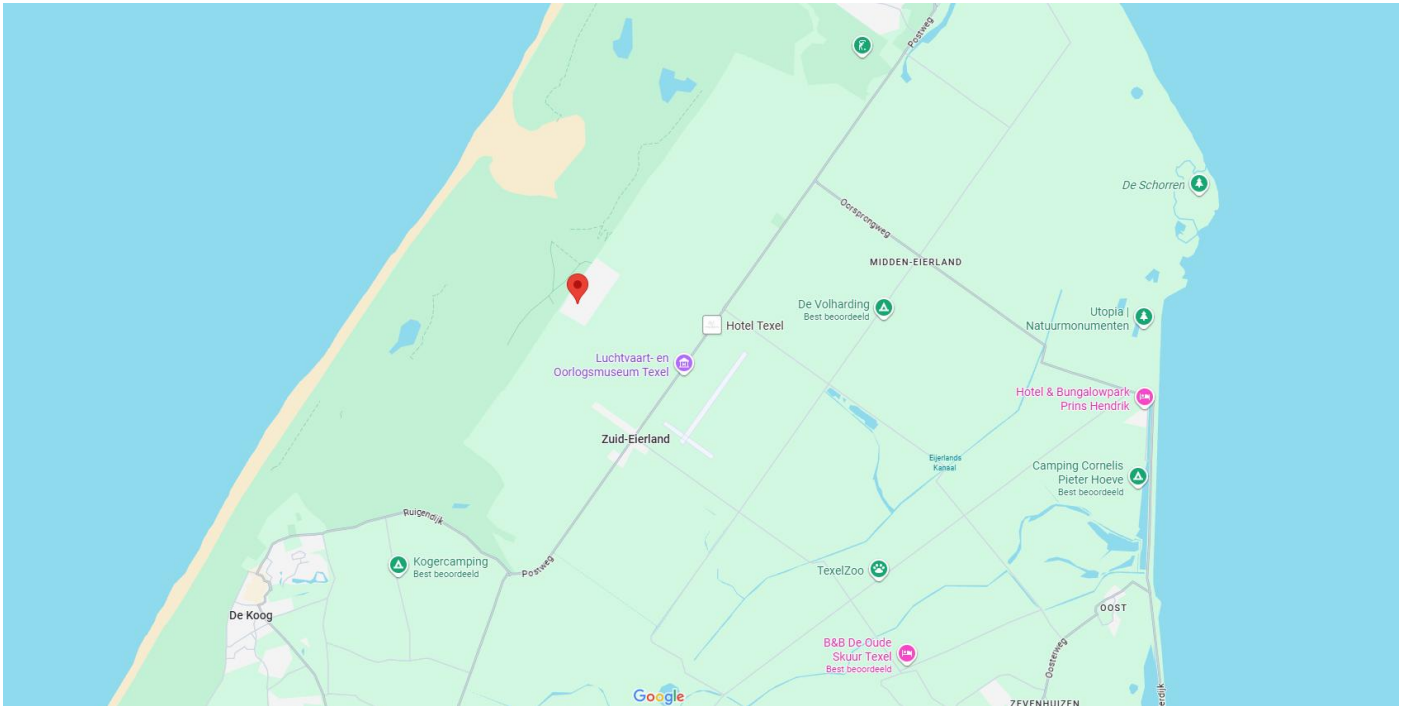 Postweg
De Schorren
Oorsprongweg
MIDDEN-EIERLAND
De Volharding
Best beoordeeld
Utopia |
Natuurmonumenten
Hotel Texel
Luchtvaart- en
Oorlogsmuseum Texel
Hotel & Bungalowpark
Prins Hendrik
Zuid-Eierland
Eijerlands
Kanaal
Camping Cornelis
Pieter Hoeve
Best beoordeeld
Ruigendijk
Kogercamping
Best beoordeeld
Postweg
TexelZoo
De Koog
OOST
B&B De Oude
Skuur Texel
Best beoordeeld
Oosterweg
Google
ZEVENHUIZEN
erdijk